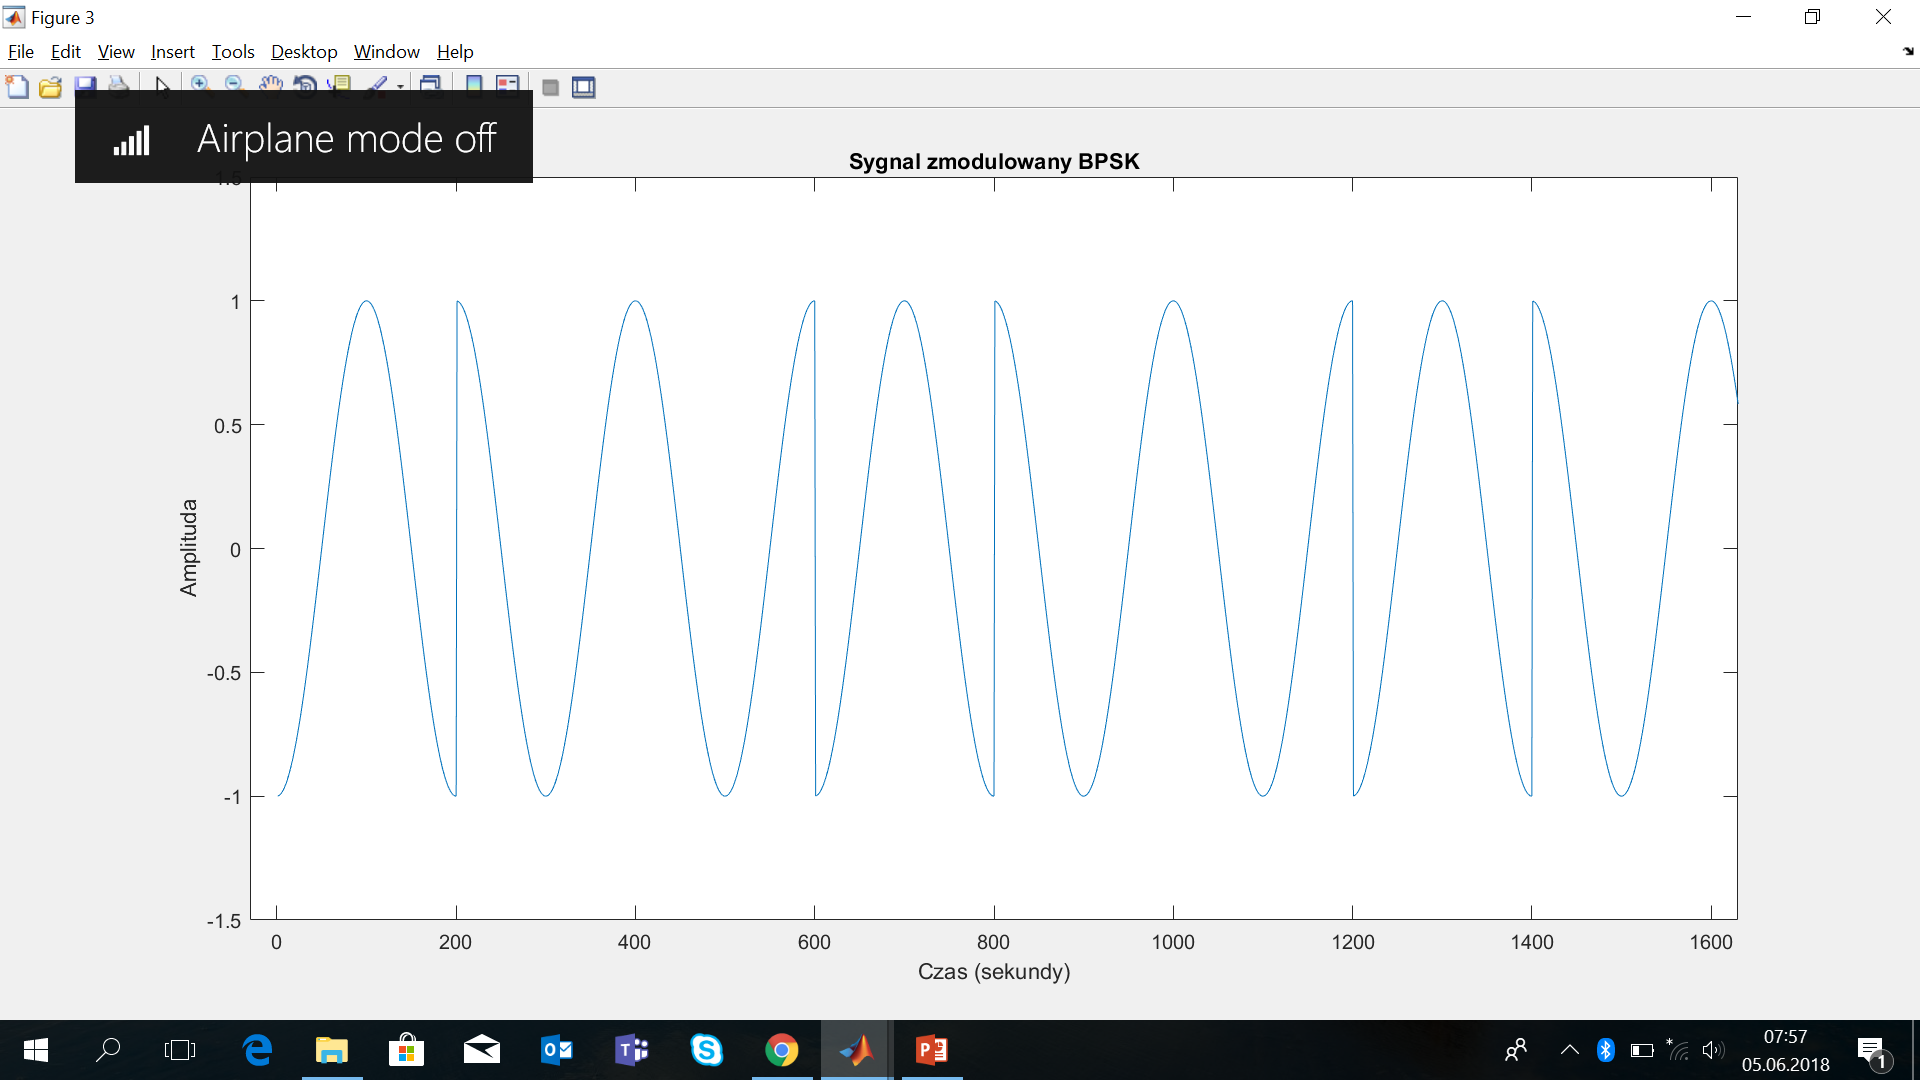 Figure 3
File Edit View Insert Tools Desktop Window Help
Airplane mode off
Sygnal zmodulowany BPSK
1.5
1
0.5
0
-0.5
-1
-1.5
Amplituda
0 200 400 600 800 1000 1200 1400 1600
Czas (sekundy)
07:57
05.06.2018
1